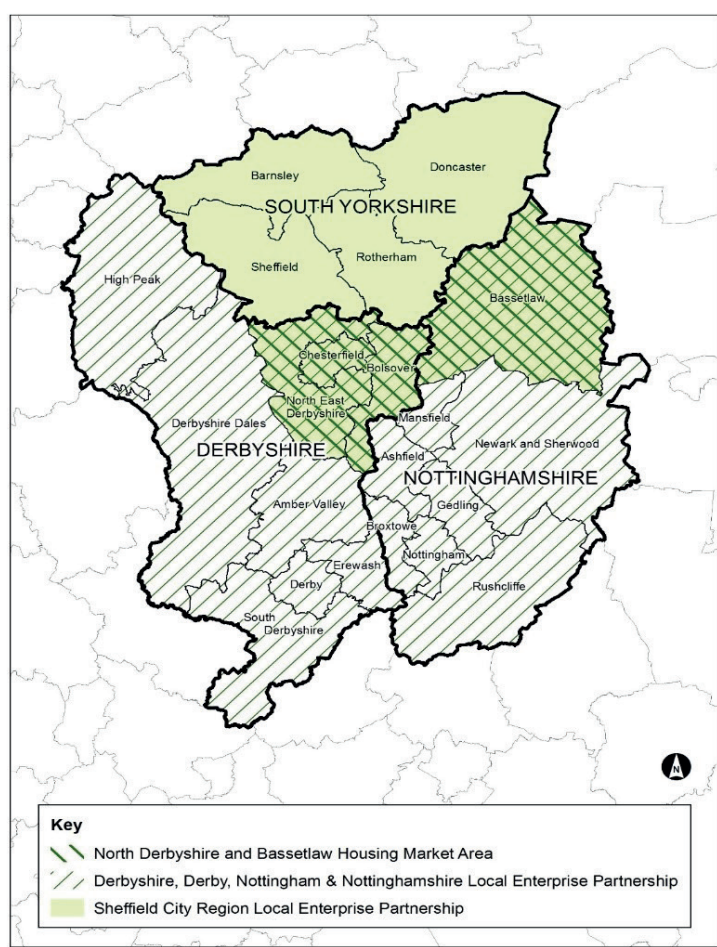 Doncaster
Barnsley
SOUTH YORKSHIRE
Rotherham
Sheffield
High Peak
Bassetlaw
Chesterfield
Bolsover
North East
Derbyshire
Mansfield
Derbyshire Dales
Newark and Sherwood
DERBYSHIRE
Ashfield
NOTTINGHAMSHIRE
Amber Valley
Gedling
Broxtowe
Nottingham
Erewash
Derby
Rushcliffe
South
Derbyshire
N
Key
North Derbyshire and Bassetlaw Housing Market Area
Derbyshire, Derby, Nottingham & Nottinghamshire Local Enterprise Partnership
Sheffield City Region Local Enterprise Partnership